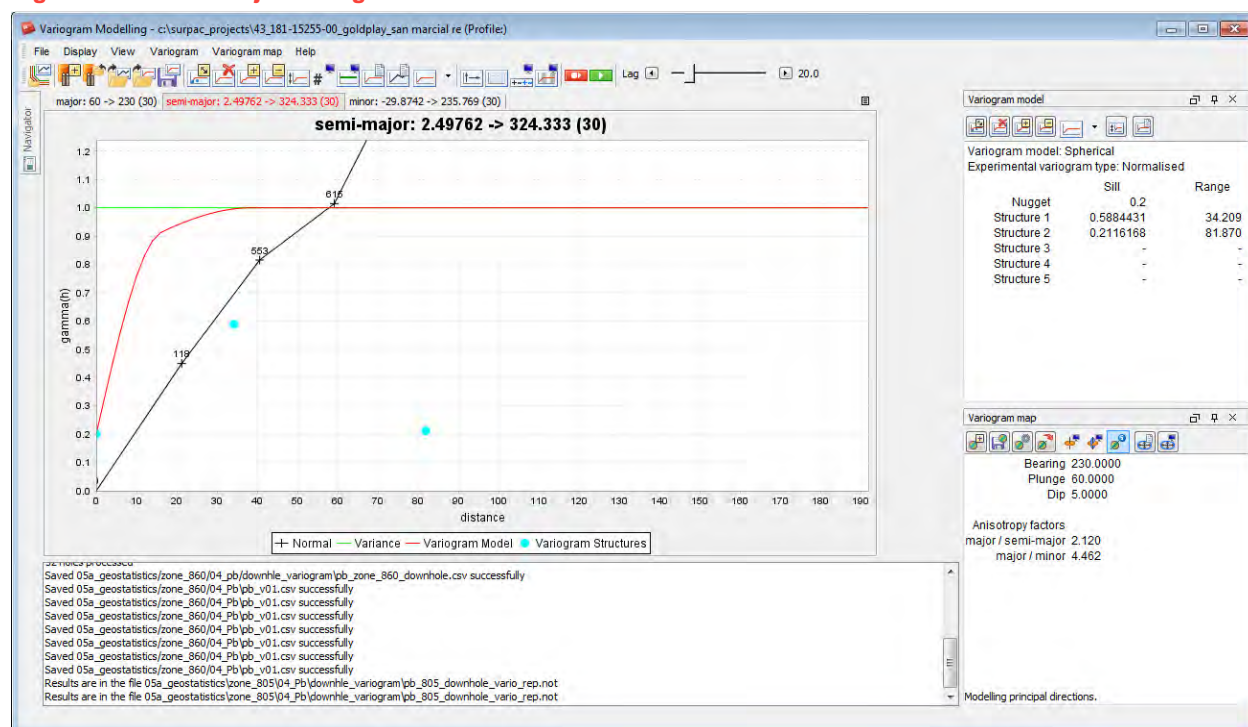 Variogram Modelling - c:\surpac_projects\43_181-15255-00_goldplay_san marcial re (Profile:)
File Display View Variogram Variogram map Help
Lag 20.0
Navigator
major: 60 -> 230 (30) semi-major: 2.49762 -> 324.333 (30) minor: -29.8742 -> 235.769 (30)
semi-major: 2.49762 -> 324.333 (30)
1.2
1.1
1.0
0.9
0.8
0.7
0.6
0.5
0.4
0.3
0.2
0.1
0.0
gamma(h)
615
553
119
0 10 20 30 40 50 60 70 80 90 100 110 120 130 140 150 160 170 180 190
distance
Normal Variance Variogram Model Variogram Structures
32 holes processed
Saved 05a_geostatistics/zone_860/04_pb/downhle_variogram\pb_zone_860_downhole.csv successfully
Saved 05a_geostatistics/zone_860/04_Pb\pb_v01.csv successfully
Saved 05a_geostatistics/zone_860/04_Pb\pb_v01.csv successfully
Saved 05a_geostatistics/zone_860/04_Pb\pb_v01.csv successfully
Saved 05a_geostatistics/zone_860/04_Pb\pb_v01.csv successfully
Saved 05a_geostatistics/zone_860/04_Pb\pb_v01.csv successfully
Saved 05a_geostatistics/zone_860/04_Pb\pb_v01.csv successfully
Saved 05a_geostatistics/zone_860/04_Pb\pb_v01.csv successfully
Results are in the file 05a_geostatistics\zone_805\04_Pb\downhle_variogram\pb_805_downhole_vario_rep.not
Results are in the file 05a_geostatistics\zone_805\04_Pb\downhle_variogram\pb_805_downhole_vario_rep.not
Variogram model
Variogram model: Spherical
Experimental variogram type: Normalised
Sill Range
Nugget 0.2
Structure 1 0.5884431 34.209
Structure 2 0.2116168 81.870
Structure 3 - -
Structure 4 - -
Structure 5 - -
Variogram map
Bearing 230.0000
Plunge 60.0000
Dip 5.0000
Anisotropy factors
major / semi-major 2.120
major / minor 4.462
Modelling principal directions.